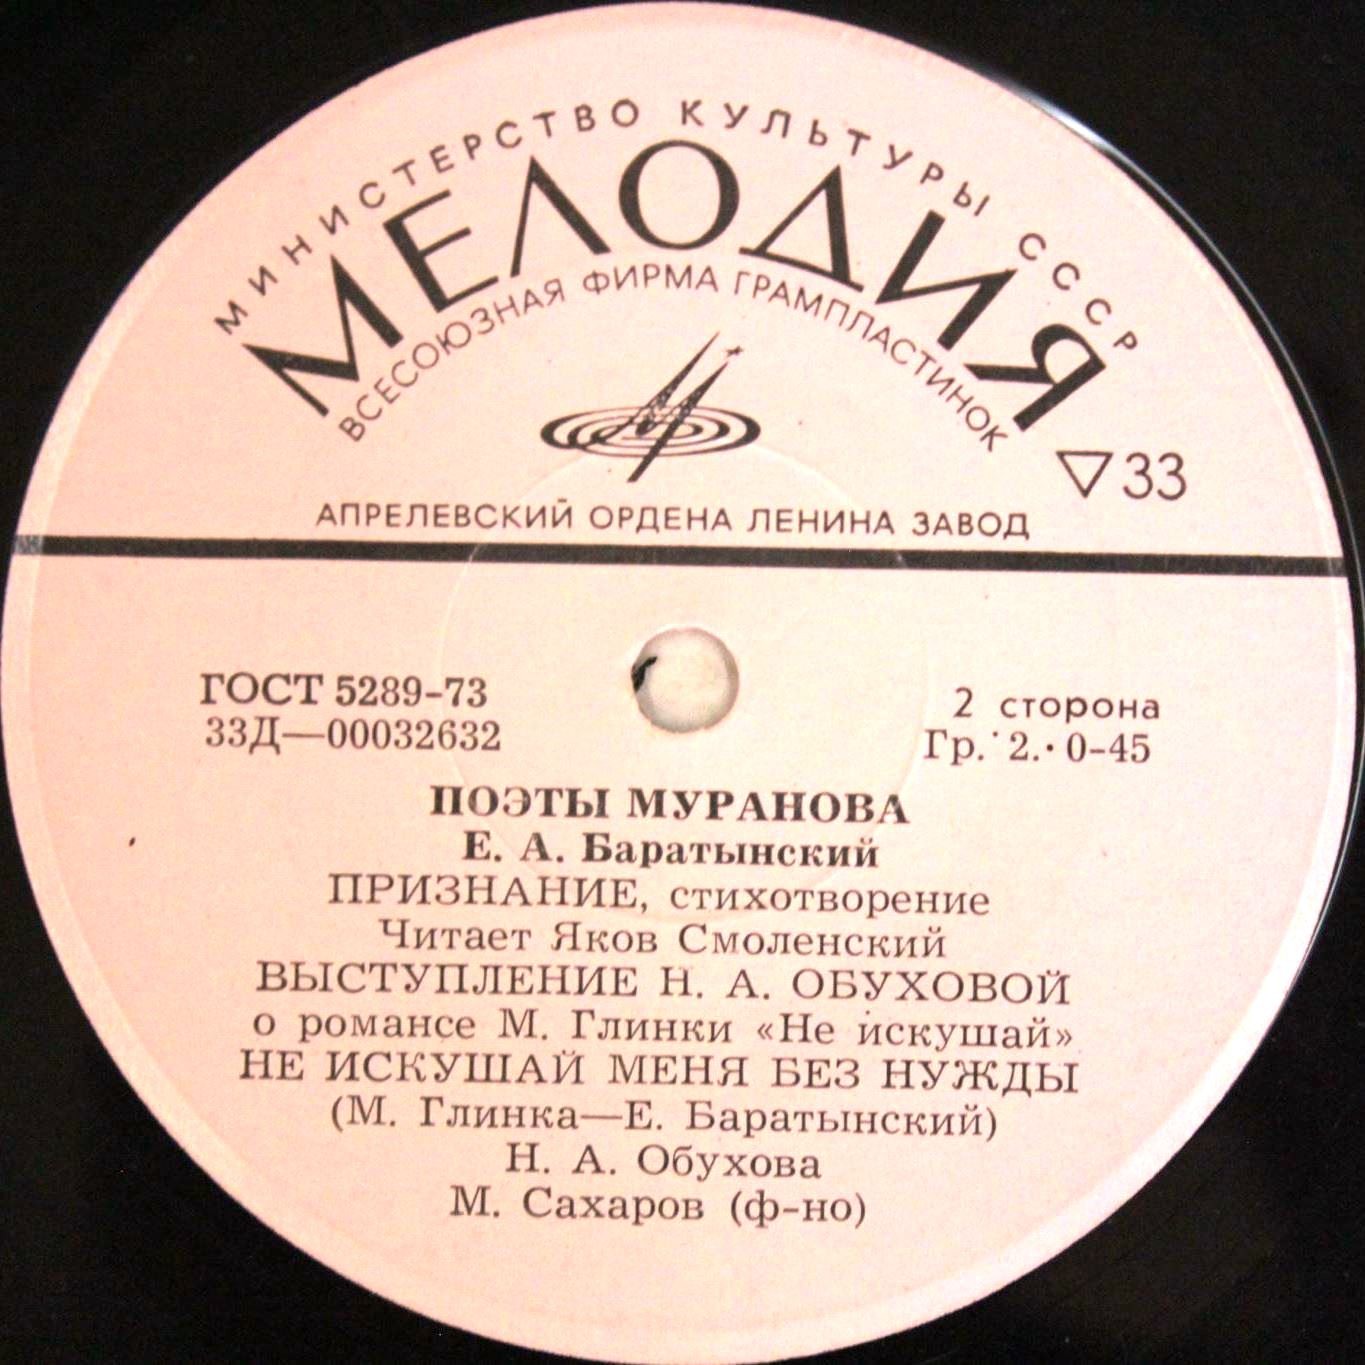 МИНИСТЕРСТВО КУЛЬТУРЫ СССР
МЕЛОДИЯ
ВСЕСОЮЗНАЯ ФИРМА ГРАМПЛАСТИНОК
▽33
АПРЕЛЕВСКИЙ ОРДЕНА ЛЕНИНА ЗАВОД
ГОСТ 5289-73
2 сторона
33Д—00032632
Гр. 2. 0-45
ПОЭТЫ МУРАНОВА
Е. А. Баратынский
ПРИЗНАНИЕ, стихотворение
Читает Яков Смоленский
ВЫСТУПЛЕНИЕ Н. А. ОБУХОВОЙ
о романсе М. Глинки «Не искушай»
НЕ ИСКУШАЙ МЕНЯ БЕЗ НУЖДЫ
(М. Глинка—Е. Баратынский)
Н. А. Обухова
М. Сахаров (ф-но)